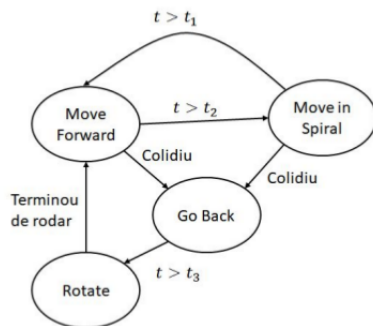 t > t₁
Move
Forward
t > t₂
Move in
Spiral
Colidiu
Colidiu
Terminou
de rodar
Go Back
t > t₃
Rotate